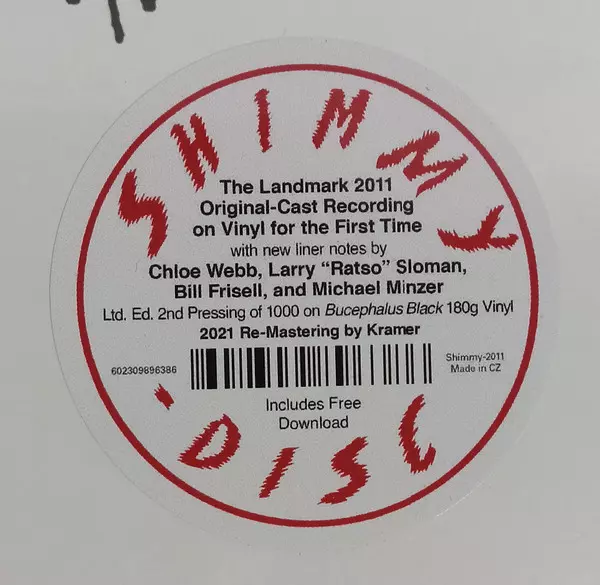 SHIMMY
The Landmark 2011
Original-Cast Recording
on Vinyl for the First Time
with new liner notes by
Chloe Webb, Larry “Ratso” Sloman,
Bill Frisell, and Michael Minzer
Ltd. Ed. 2nd Pressing of 1000 on Bucephalus Black 180g Vinyl
2021 Re-Mastering by Kramer
602309896386
Shimmy-2011
Made in CZ
Includes Free
Download
'DISC